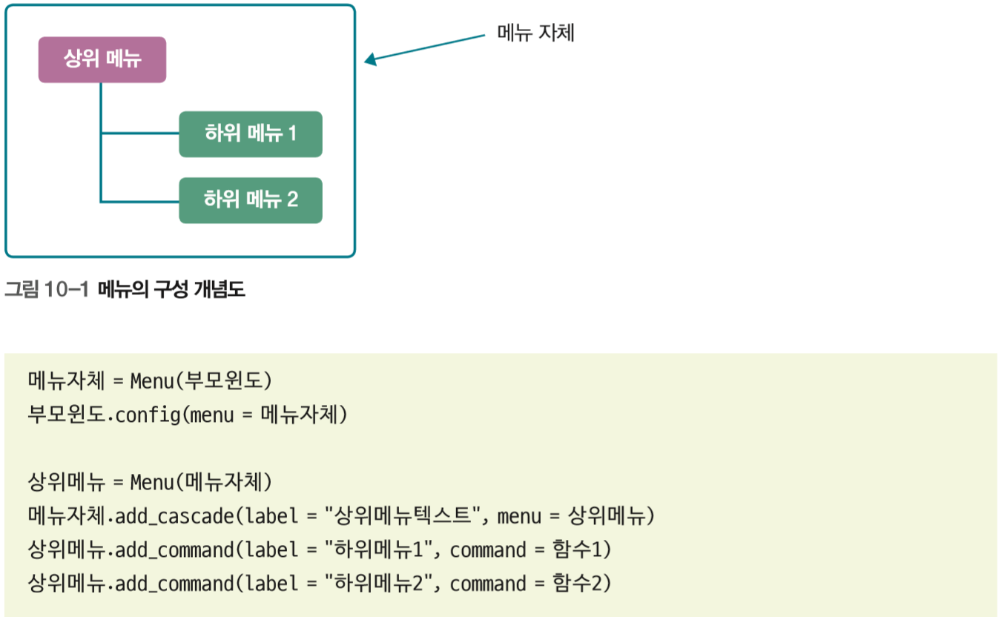 메뉴 자체
상위 메뉴
하위 메뉴 1
하위 메뉴 2
그림 10-1 메뉴의 구성 개념도
메뉴자체 = Menu(부모윈도)
부모윈도.config(menu = 메뉴자체)
상위메뉴 = Menu(메뉴자체)
메뉴자체.add_cascade(label = "상위메뉴텍스트", menu = 상위메뉴)
상위메뉴.add_command(label = "하위메뉴1", command = 함수1)
상위메뉴.add_command(label = "하위메뉴2", command = 함수2)